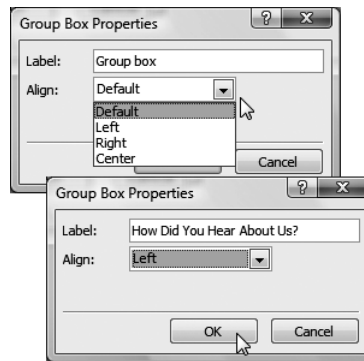 Group Box Properties
Label: Group box
Align: Default
Default
Left
Right
Center
Cancel
Group Box Properties
Label: How Did You Hear About Us?
Align: Left
OK Cancel